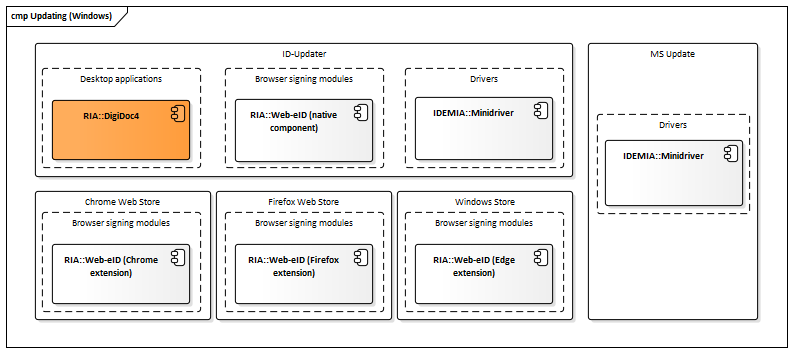 cmp Updating (Windows)
ID-Updater
Desktop applications
RIA::DigiDoc4
Browser signing modules
RIA::Web-eID (native
component)
Drivers
IDEMIA::Minidriver
MS Update
Drivers
IDEMIA::Minidriver
Chrome Web Store
Browser signing modules
RIA::Web-eID (Chrome
extension)
Firefox Web Store
Browser signing modules
RIA::Web-eID (Firefox
extension)
Windows Store
Browser signing modules
RIA::Web-eID (Edge
extension)